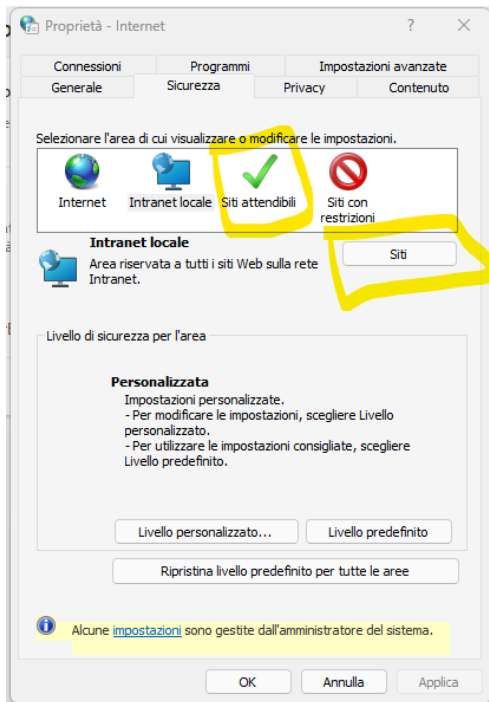 Proprietà - Internet
Connessioni Programmi Impostazioni avanzate
Generale Sicurezza Privacy Contenuto
Selezionare l'area di cui visualizzare o modificare le impostazioni.
Internet Intranet locale Siti attendibili Siti con
restrizioni
Intranet locale
Siti
Area riservata a tutti i siti Web sulla rete
Intranet.
Livello di sicurezza per l'area
Personalizzata
Impostazioni personalizzate.
- Per modificare le impostazioni, scegliere Livello
personalizzato.
- Per utilizzare le impostazioni consigliate, scegliere
Livello predefinito.
Livello personalizzato... Livello predefinito
Ripristina livello predefinito per tutte le aree
Alcune impostazioni sono gestite dall'amministratore del sistema.
OK Annulla Applica